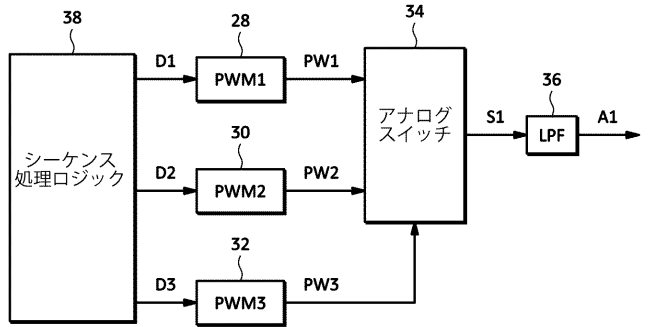 38
28
34
D1
PWM1
PW1
アナログ
スイッチ
36
S1
LPF
A1
シーケンス
処理ロジック
30
D2
PWM2
PW2
32
D3
PWM3
PW3